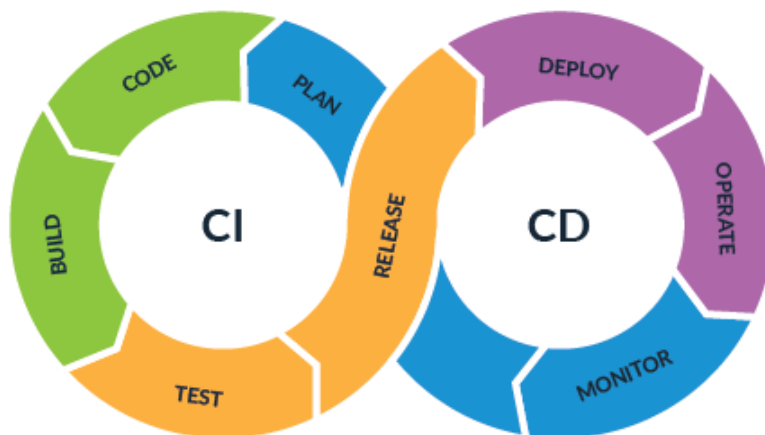 CODE
PLAN
BUILD
CI
TEST
RELEASE
DEPLOY
OPERATE
CD
MONITOR